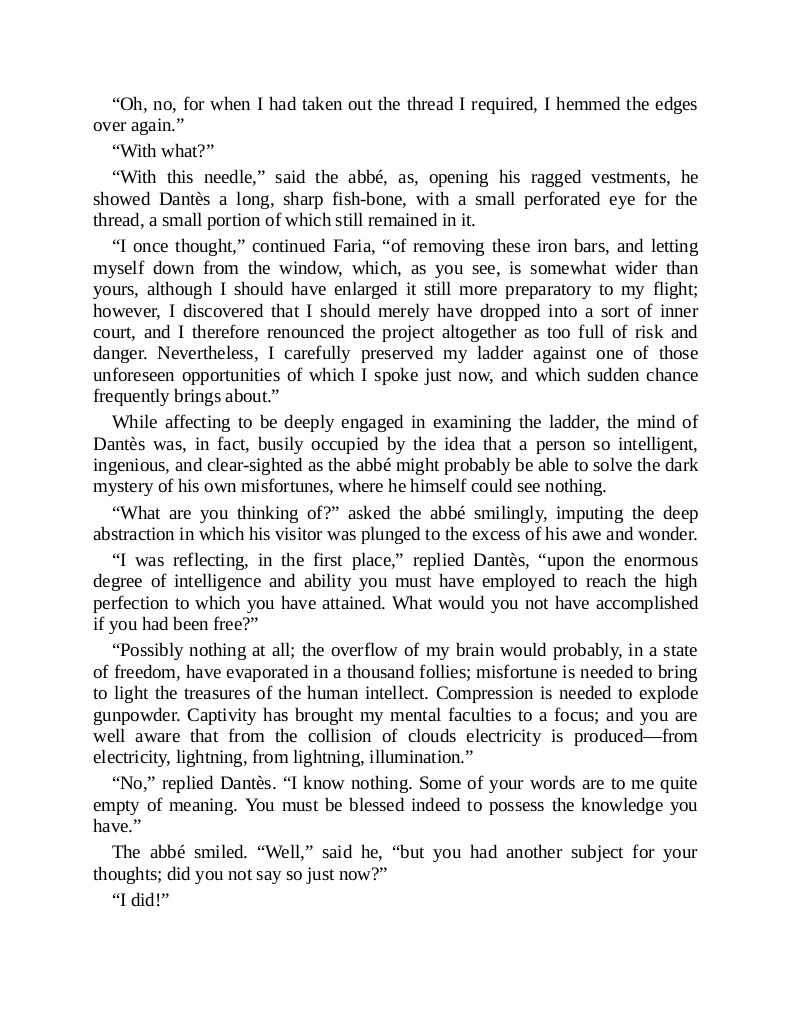 “Oh, no, for when I had taken out the thread I required, I hemmed the edges
over again.”
“With what?”
“With this needle,” said the abbé, as, opening his ragged vestments, he
showed Dantès a long, sharp fish-bone, with a small perforated eye for the
thread, a small portion of which still remained in it.
“I once thought,” continued Faria, “of removing these iron bars, and letting
myself down from the window, which, as you see, is somewhat wider than
yours, although I should have enlarged it still more preparatory to my flight;
however, I discovered that I should merely have dropped into a sort of inner
court, and I therefore renounced the project altogether as too full of risk and
danger. Nevertheless, I carefully preserved my ladder against one of those
unforeseen opportunities of which I spoke just now, and which sudden chance
frequently brings about.”
While affecting to be deeply engaged in examining the ladder, the mind of
Dantès was, in fact, busily occupied by the idea that a person so intelligent,
ingenious, and clear-sighted as the abbé might probably be able to solve the dark
mystery of his own misfortunes, where he himself could see nothing.
“What are you thinking of?” asked the abbé smilingly, imputing the deep
abstraction in which his visitor was plunged to the excess of his awe and wonder.
“I was reflecting, in the first place,” replied Dantès, “upon the enormous
degree of intelligence and ability you must have employed to reach the high
perfection to which you have attained. What would you not have accomplished
if you had been free?”
“Possibly nothing at all; the overflow of my brain would probably, in a state
of freedom, have evaporated in a thousand follies; misfortune is needed to bring
to light the treasures of the human intellect. Compression is needed to explode
gunpowder. Captivity has brought my mental faculties to a focus; and you are
well aware that from the collision of clouds electricity is produced—from
electricity, lightning, from lightning, illumination.”
“No,” replied Dantès. “I know nothing. Some of your words are to me quite
empty of meaning. You must be blessed indeed to possess the knowledge you
have.”
The abbé smiled. “Well,” said he, “but you had another subject for your
thoughts; did you not say so just now?”
“I did!”